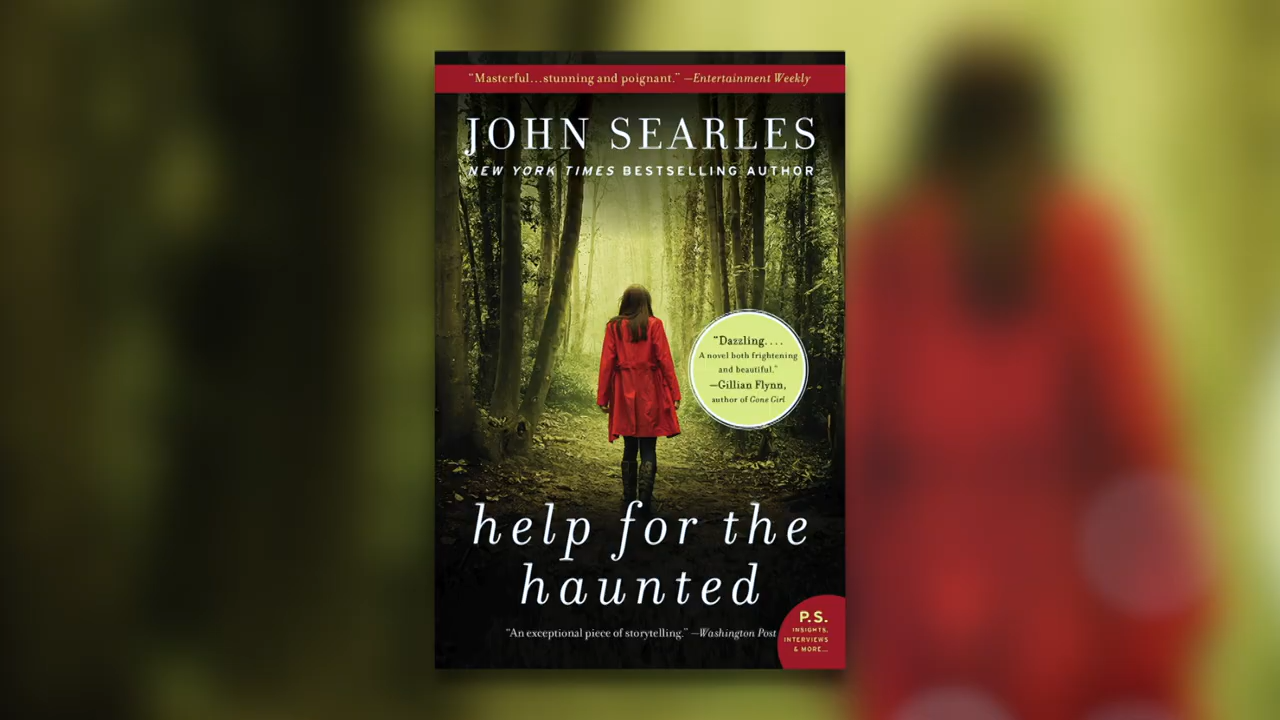 “Masterful...stunning and poignant.” —Entertainment Weekly
JOHN SEARLES
NEW YORK TIMES BESTSELLING AUTHOR
“Dazzling....
A novel both frightening
and beautiful.”
—Gillian Flynn,
author of Gone Girl
help for the
haunted
“An exceptional piece of storytelling.” —Washington Post
P.S.
INSIGHTS,
INTERVIEWS
& MORE...